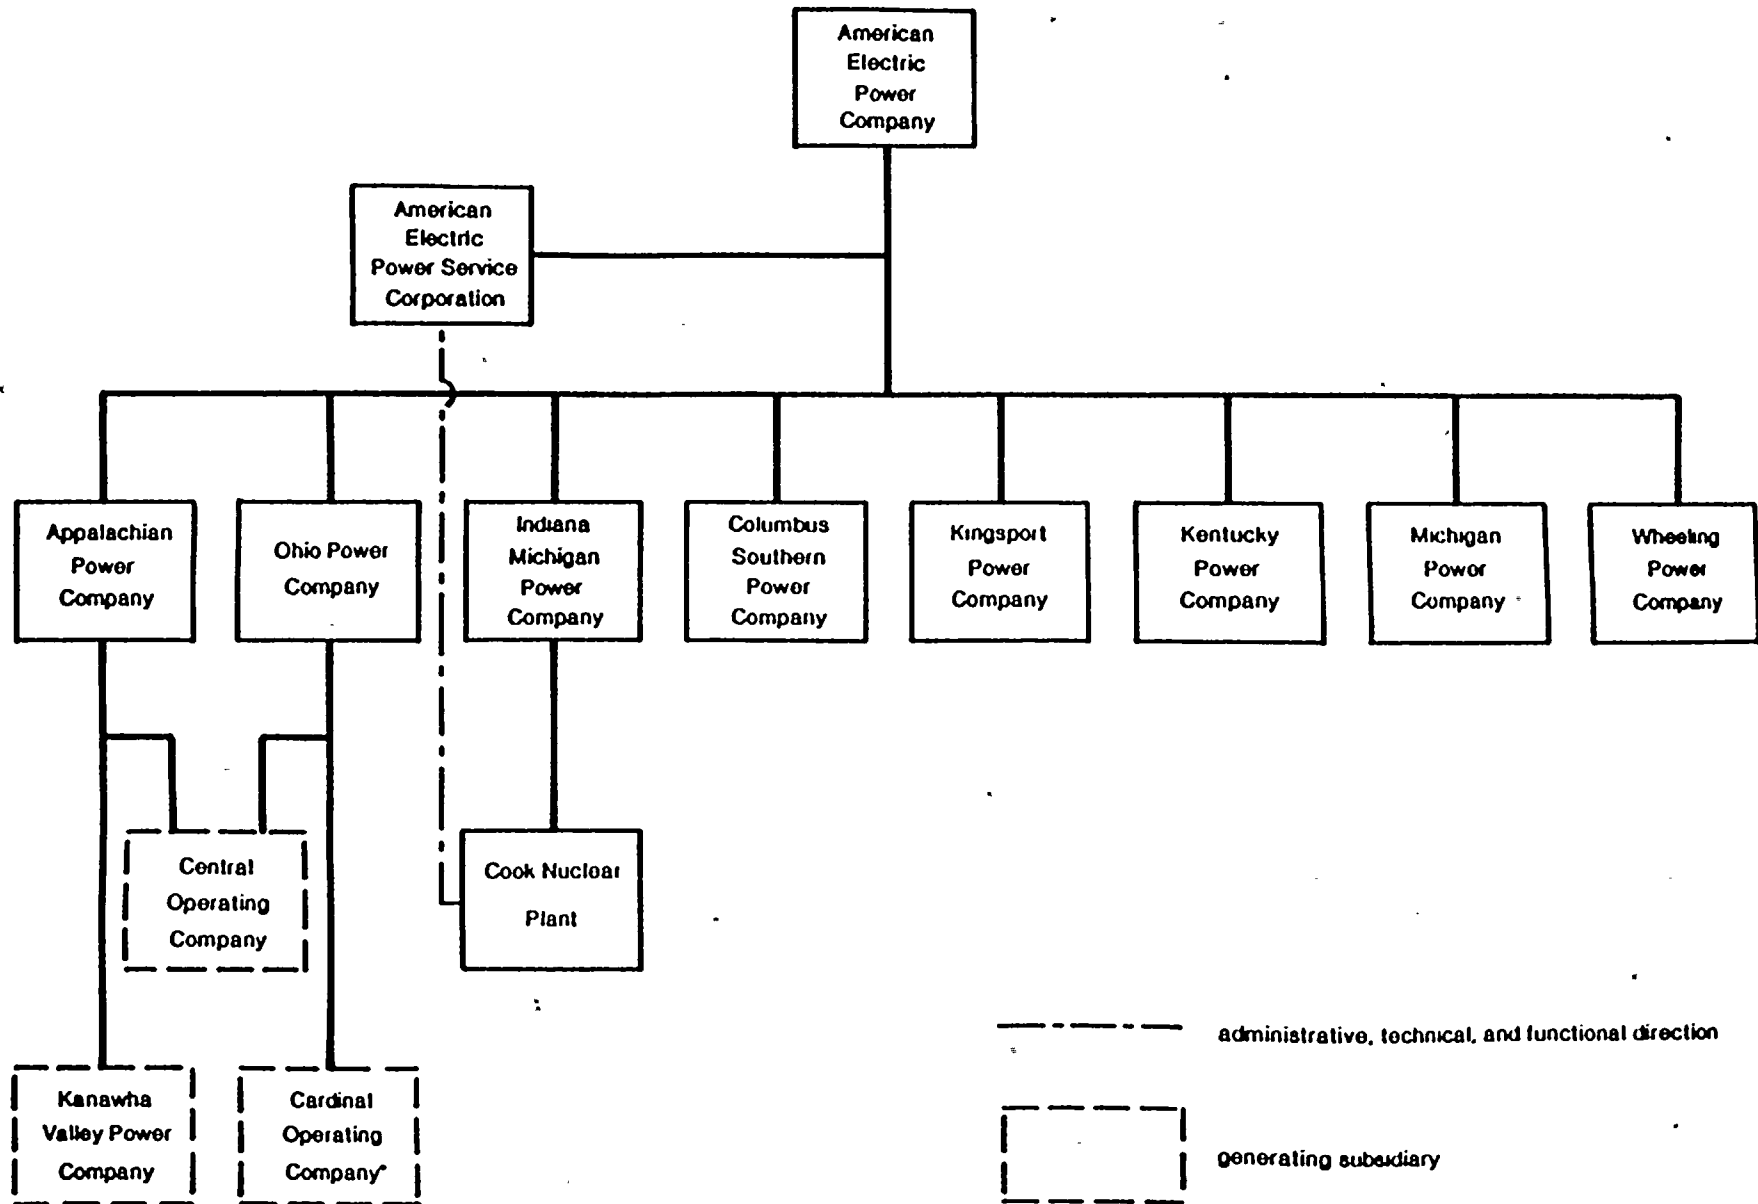 American
Electric
Power
Company
American
Electric
Power Service
Corporation
Appalachian
Power
Company
Ohio Power
Company
Indiana
Michigan
Power
Company
Columbus
Southern
Power
Company
Kingsport
Power
Company
Kentucky
Power
Company
Michigan
Power
Company
Wheeling
Power
Company
Central
Operating
Company
Cook Nuclear
Plant
Kanawha
Valley Power
Company
Cardinal
Operating
Company*
administrative, technical, and functional direction
generating subsidiary